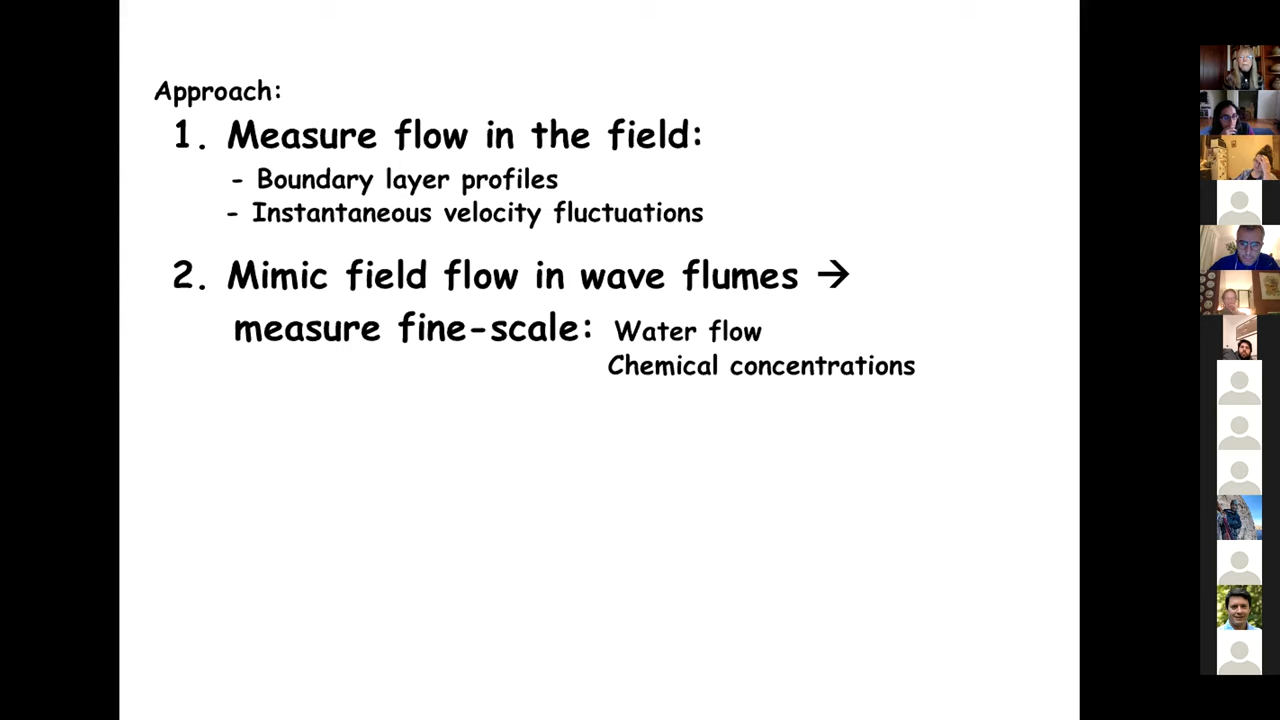 Approach:
1. Measure flow in the field:
- Boundary layer profiles
- Instantaneous velocity fluctuations
2. Mimic field flow in wave flumes →
measure fine-scale: Water flow
Chemical concentrations